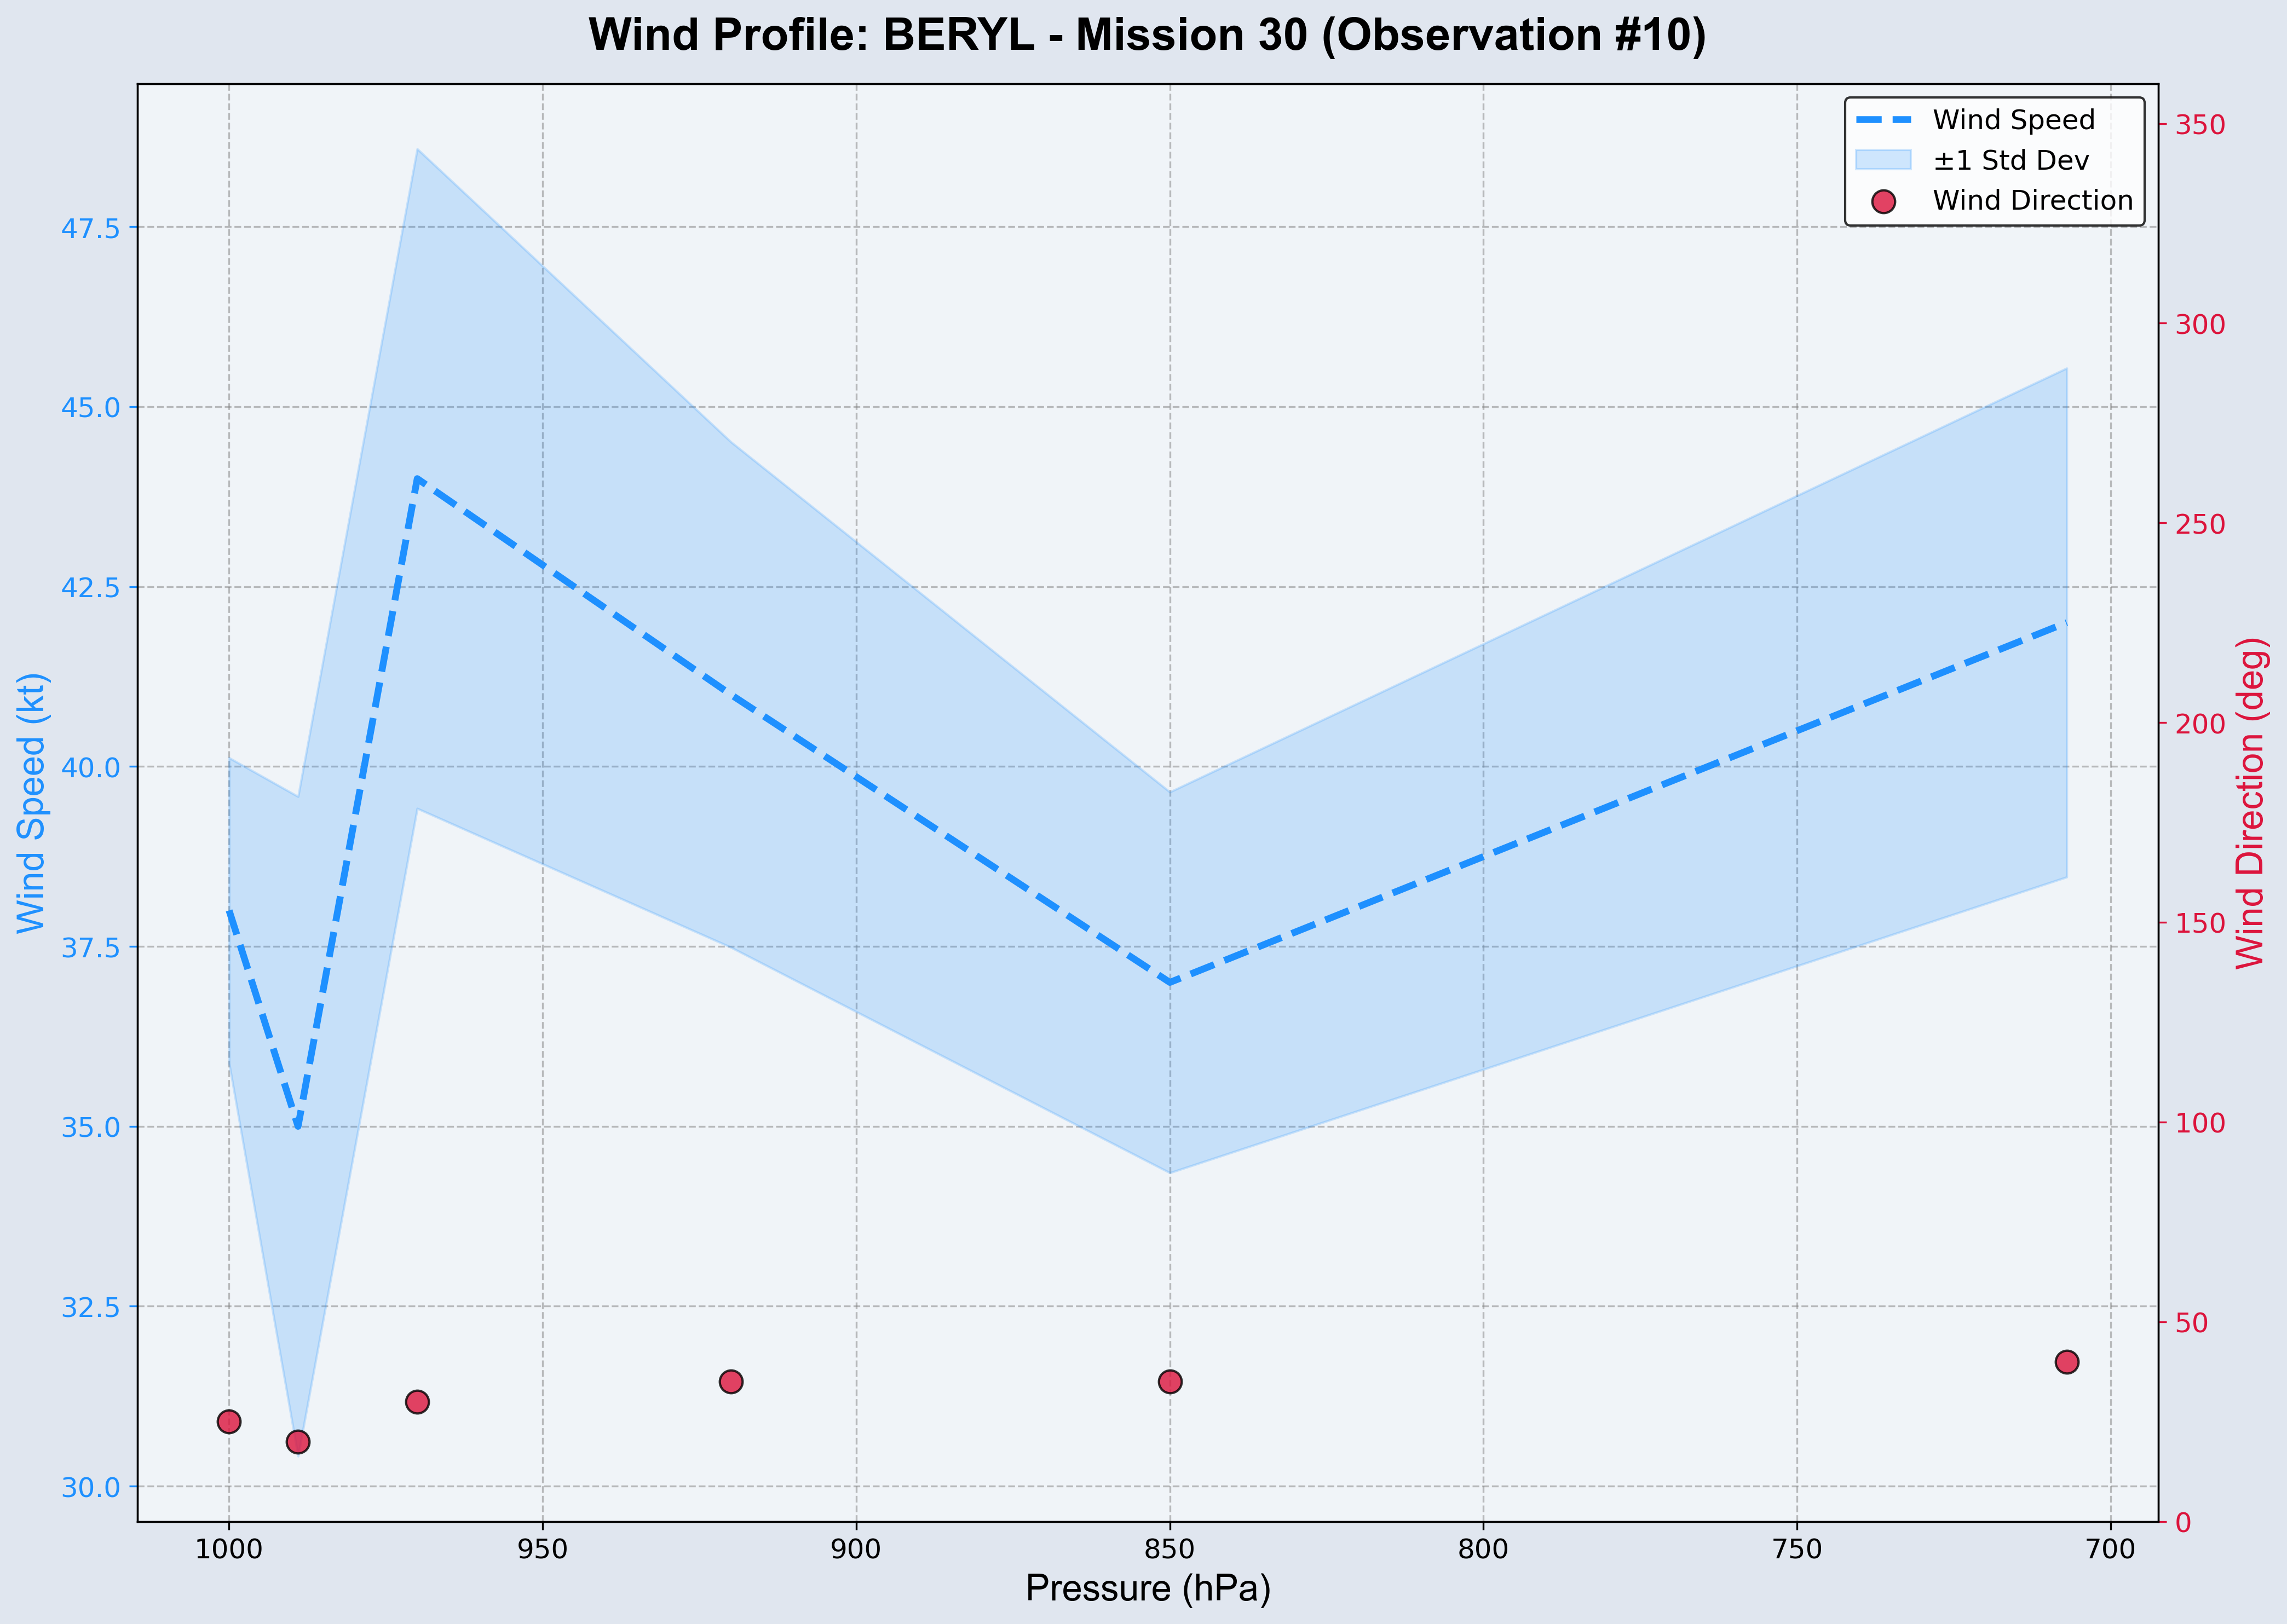 Wind Profile: BERYL - Mission 30 (Observation #10)
Wind Speed
±1 Std Dev
Wind Direction
Wind Speed (kt)
47.5
45.0
42.5
40.0
37.5
35.0
32.5
30.0
350
300
250
200
150
100
50
0
Wind Direction (deg)
1000 950 900 850 800 750 700
Pressure (hPa)